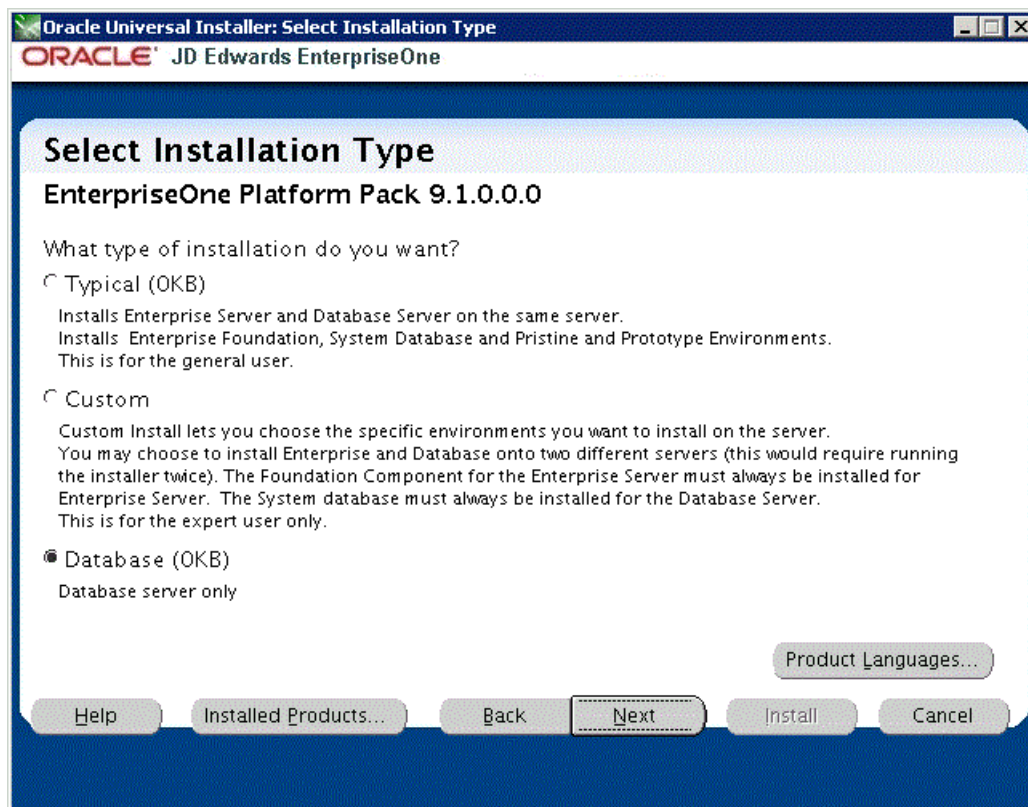 Oracle Universal Installer: Select Installation Type
ORACLE JD Edwards EnterpriseOne
Select Installation Type
EnterpriseOne Platform Pack 9.1.0.0.0
What type of installation do you want?
Typical (0KB)
Installs Enterprise Server and Database Server on the same server.
Installs Enterprise Foundation, System Database and Pristine and Prototype Environments.
This is for the general user.
Custom
Custom Install lets you choose the specific environments you want to install on the server.
You may choose to install Enterprise and Database onto two different servers (this would require running
the installer twice). The Foundation Component for the Enterprise Server must always be installed for
Enterprise Server. The System database must always be installed for the Database Server.
This is for the expert user only.
Database (0KB)
Database server only
Product Languages...
Help Installed Products... Back Next Install Cancel